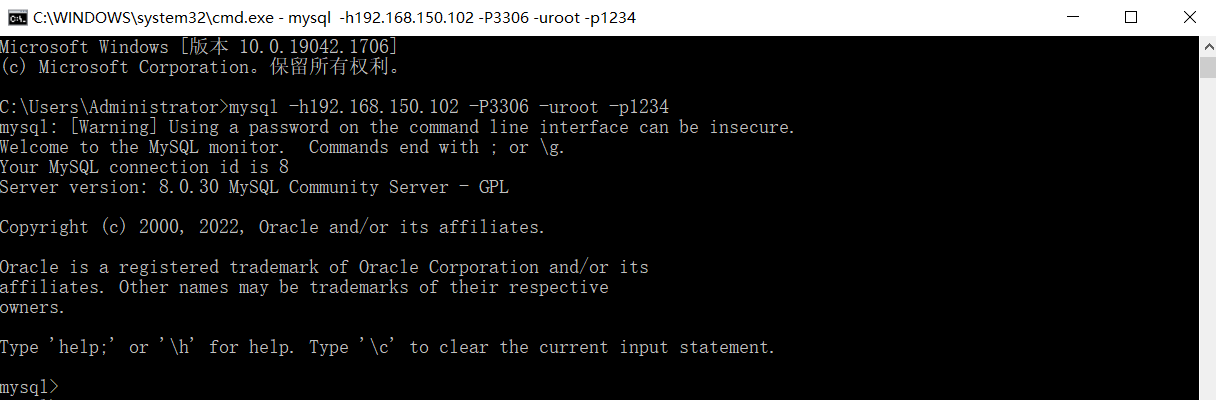 C:\WINDOWS\system32\cmd.exe - mysql  -h192.168.150.102 -P3306 -uroot -p1234
Microsoft Windows [版本 10.0.19042.1706]
(c) Microsoft Corporation。保留所有权利。
C:\Users\Administrator>mysql -h192.168.150.102 -P3306 -uroot -p1234
mysql: [Warning] Using a password on the command line interface can be insecure.
Welcome to the MySQL monitor.  Commands end with ; or \g.
Your MySQL connection id is 8
Server version: 8.0.30 MySQL Community Server - GPL
Copyright (c) 2000, 2022, Oracle and/or its affiliates.
Oracle is a registered trademark of Oracle Corporation and/or its
affiliates. Other names may be trademarks of their respective
owners.
Type 'help;' or '\h' for help. Type '\c' to clear the current input statement.
mysql>